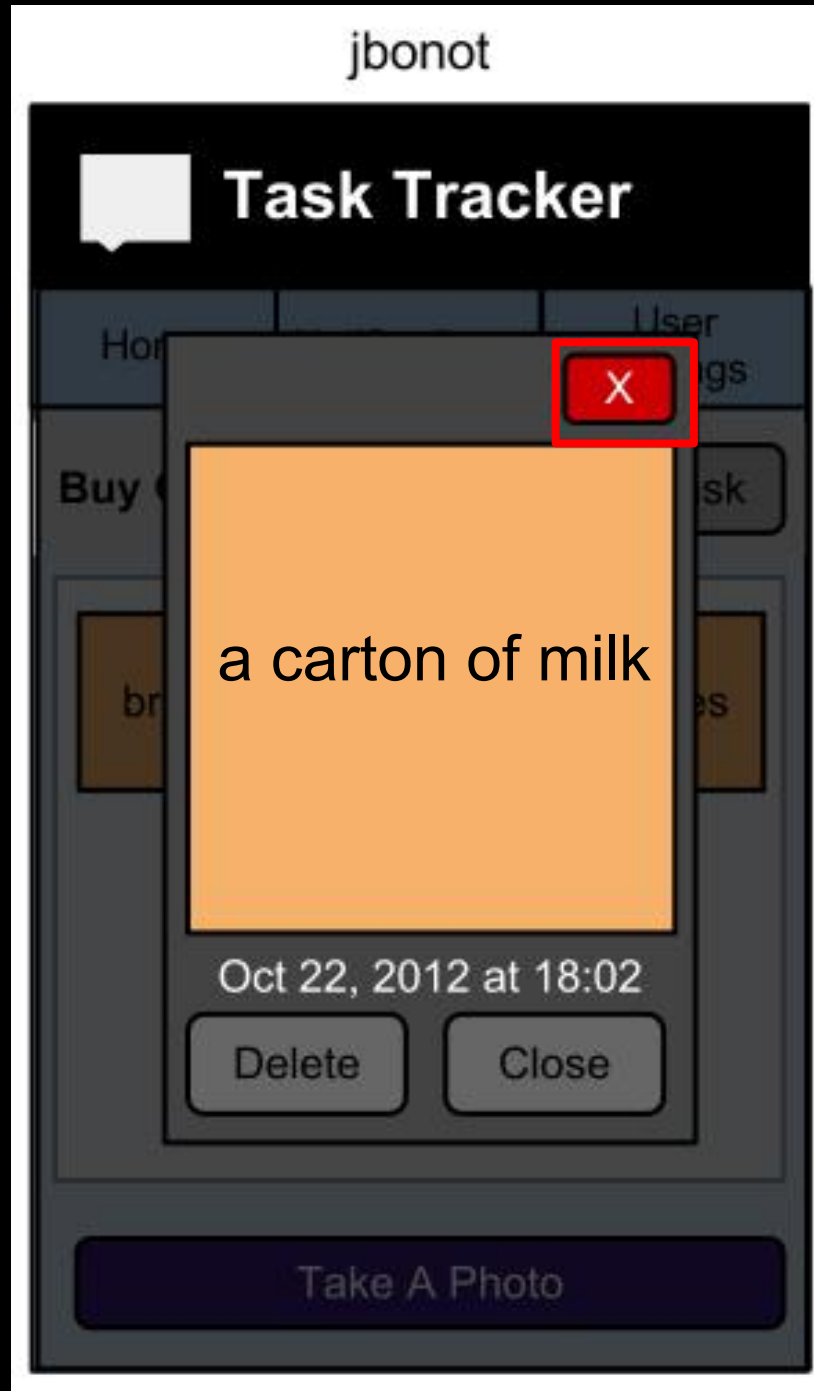 jbonot
Task Tracker
User
X
Buy
a carton of milk
Oct 22, 2012 at 18:02
Delete
Close
Take A Photo